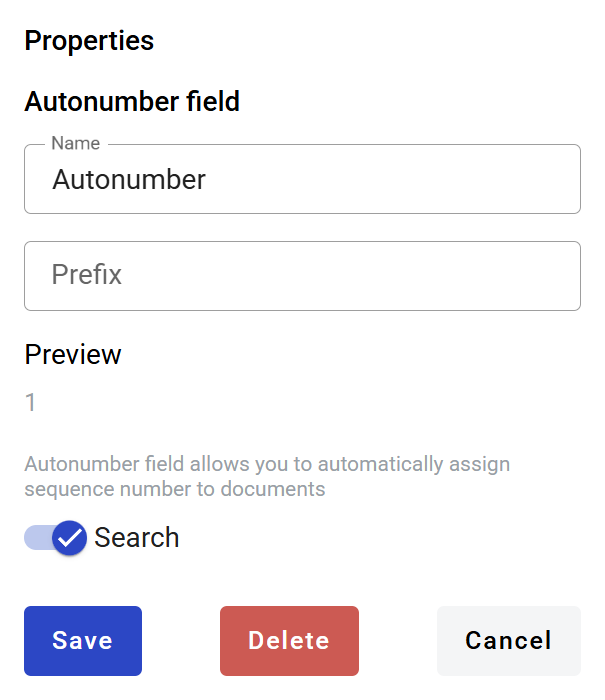 Properties
Autonumber field
Name
Autonumber
Prefix
Preview
1
Autonumber field allows you to automatically assign
sequence number to documents
Search
Save Delete Cancel